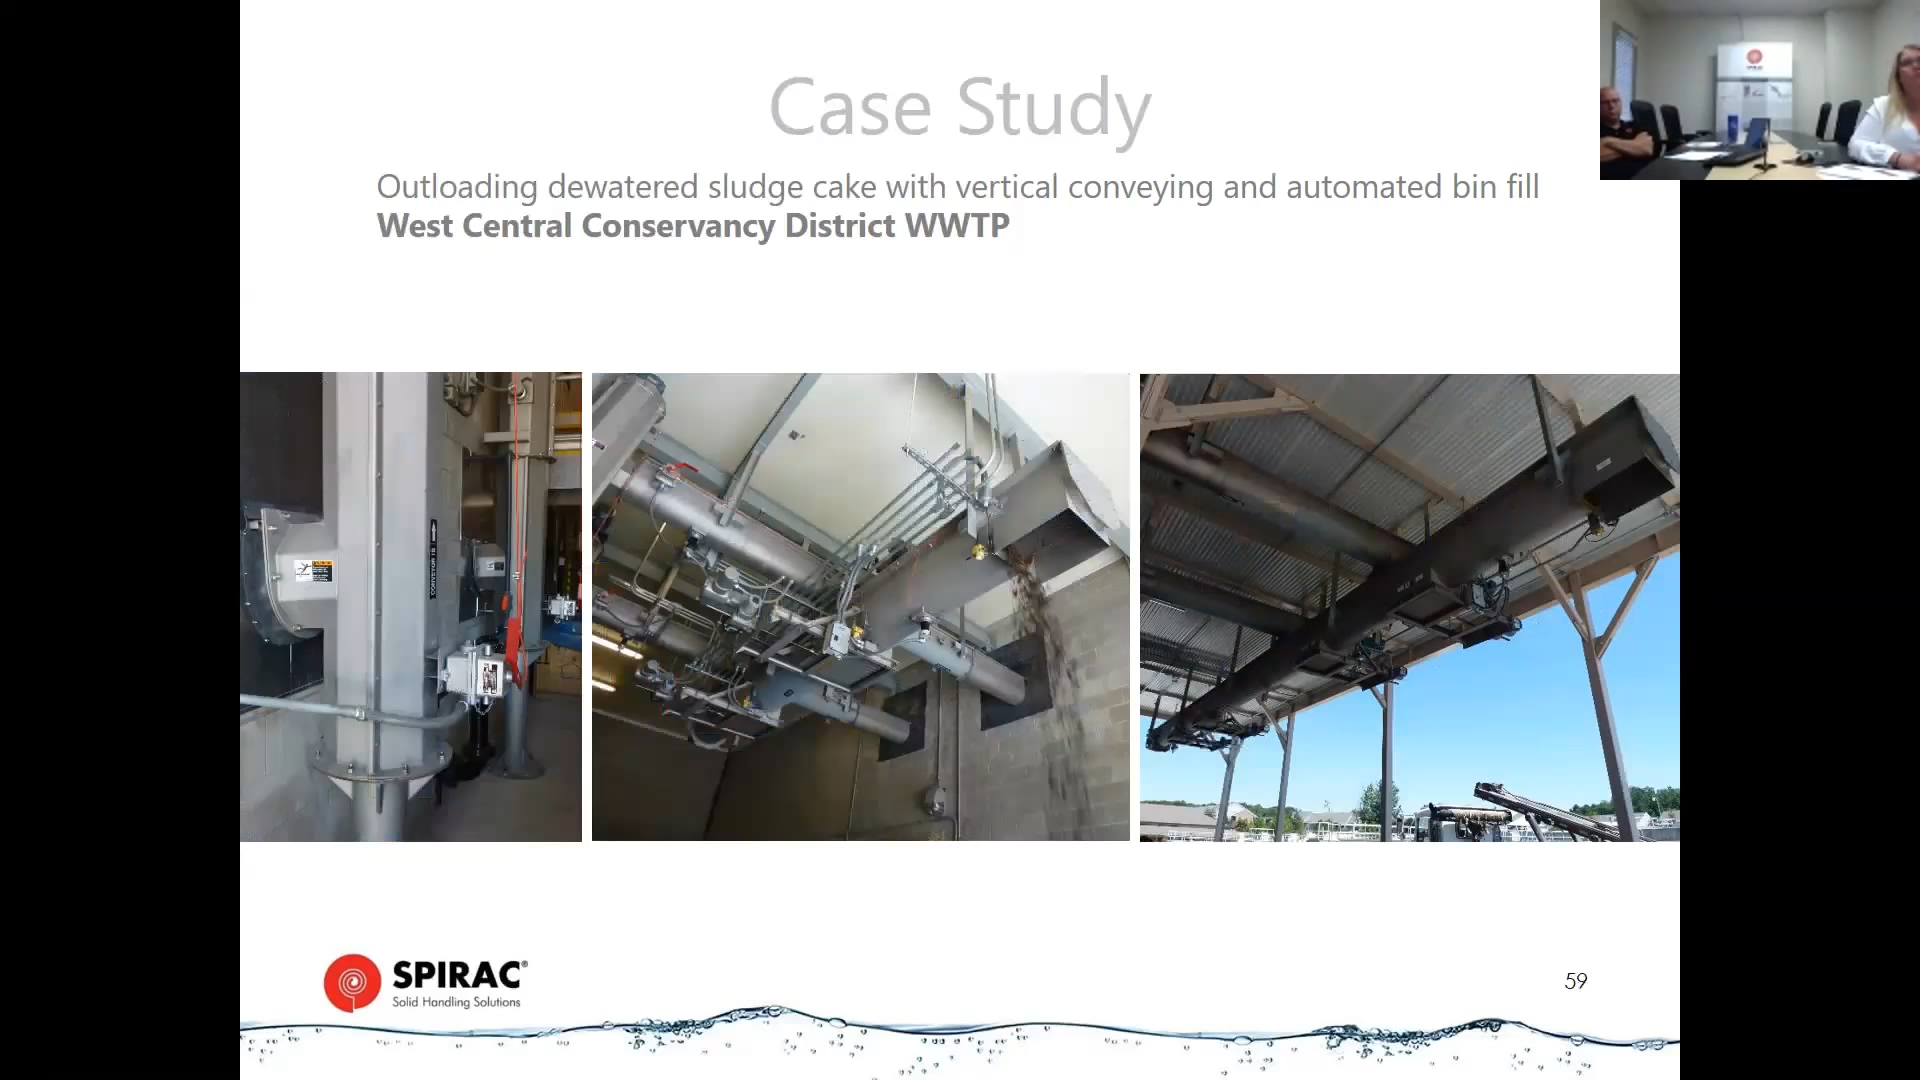 Case Study
Outloading dewatered sludge cake with vertical conveying and automated bin fill
West Central Conservancy District WWTP
SPIRAC®
Solid Handling Solutions
59